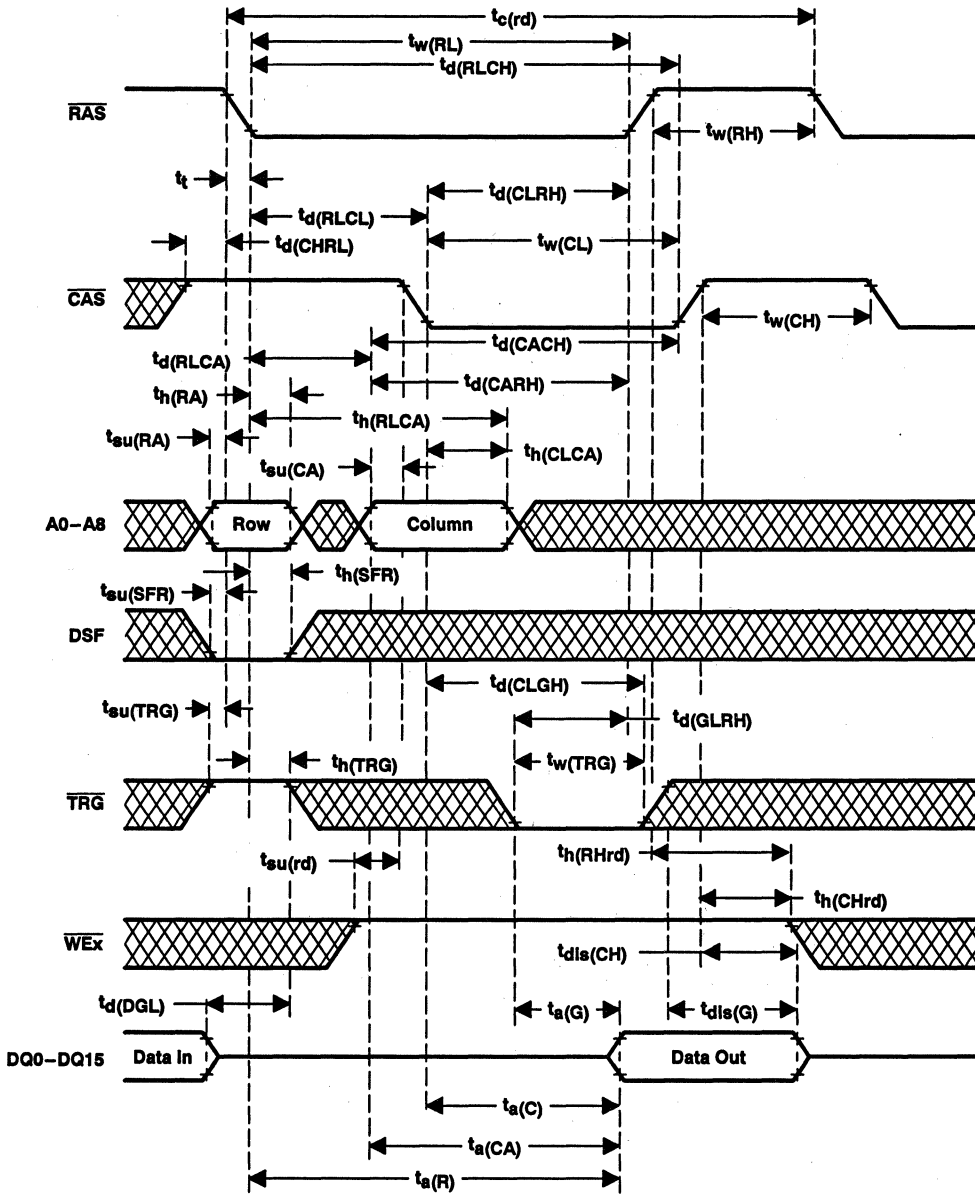 tc(rd)
tw(RL)
td(RLCH)
RAS
tw(RH)
tt
td(CLRH)
td(RLCL)
td(CHRL)
tw(CL)
CAS
tw(CH)
td(CACH)
td(RLCA)
td(CARH)
th(RA)
th(RLCA)
tsu(RA)
th(CLCA)
tsu(CA)
A0–A8 Row Column
th(SFR)
tsu(SFR)
DSF
td(CLGH)
tsu(TRG)
td(GLRH)
th(TRG)
tw(TRG)
TRG
tsu(rd)
th(RHrd)
th(CHrd)
WEx
tdis(CH)
td(DGL)
ta(G)
tdis(G)
DQ0–DQ15 Data In Data Out
ta(C)
ta(CA)
ta(R)